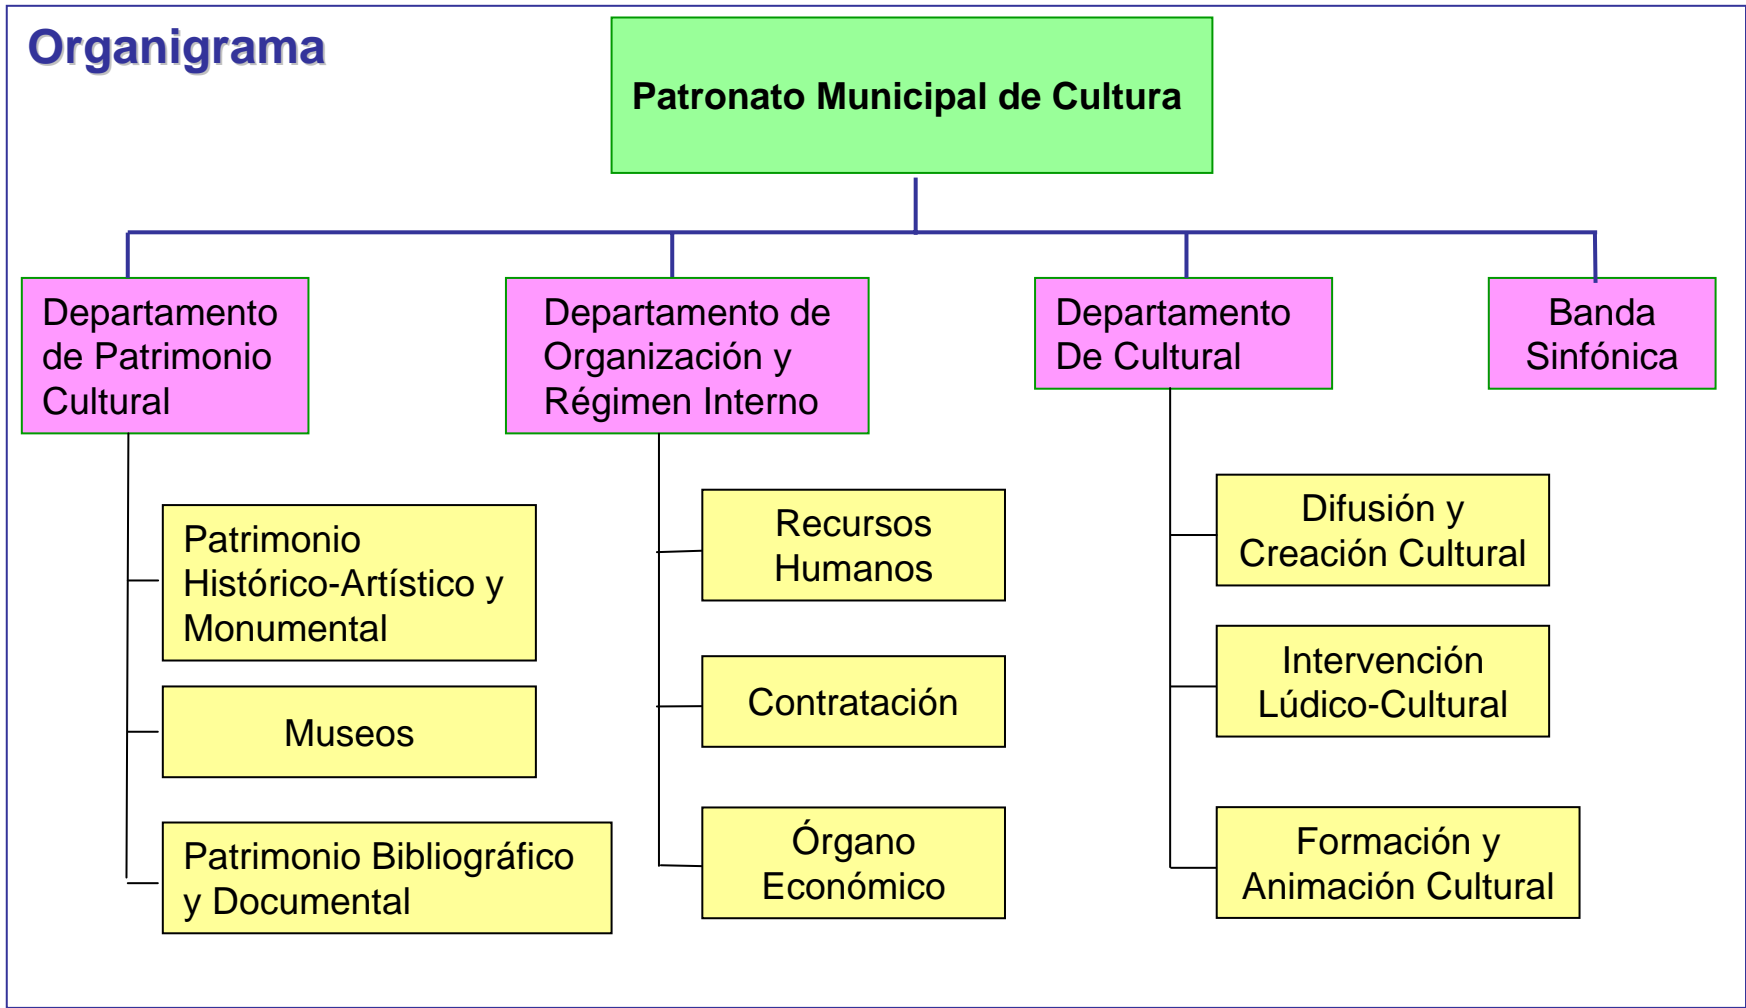 Organigrama
Patronato Municipal de Cultura
Departamento
de Patrimonio
Cultural
Departamento de
Organización y
Régimen Interno
Departamento
De Cultural
Banda
Sinfónica
Patrimonio
Histórico-Artístico y
Monumental
Museos
Patrimonio Bibliográfico
y Documental
Recursos
Humanos
Contratación
Órgano
Económico
Difusión y
Creación Cultural
Intervención
Lúdico-Cultural
Formación y
Animación Cultural